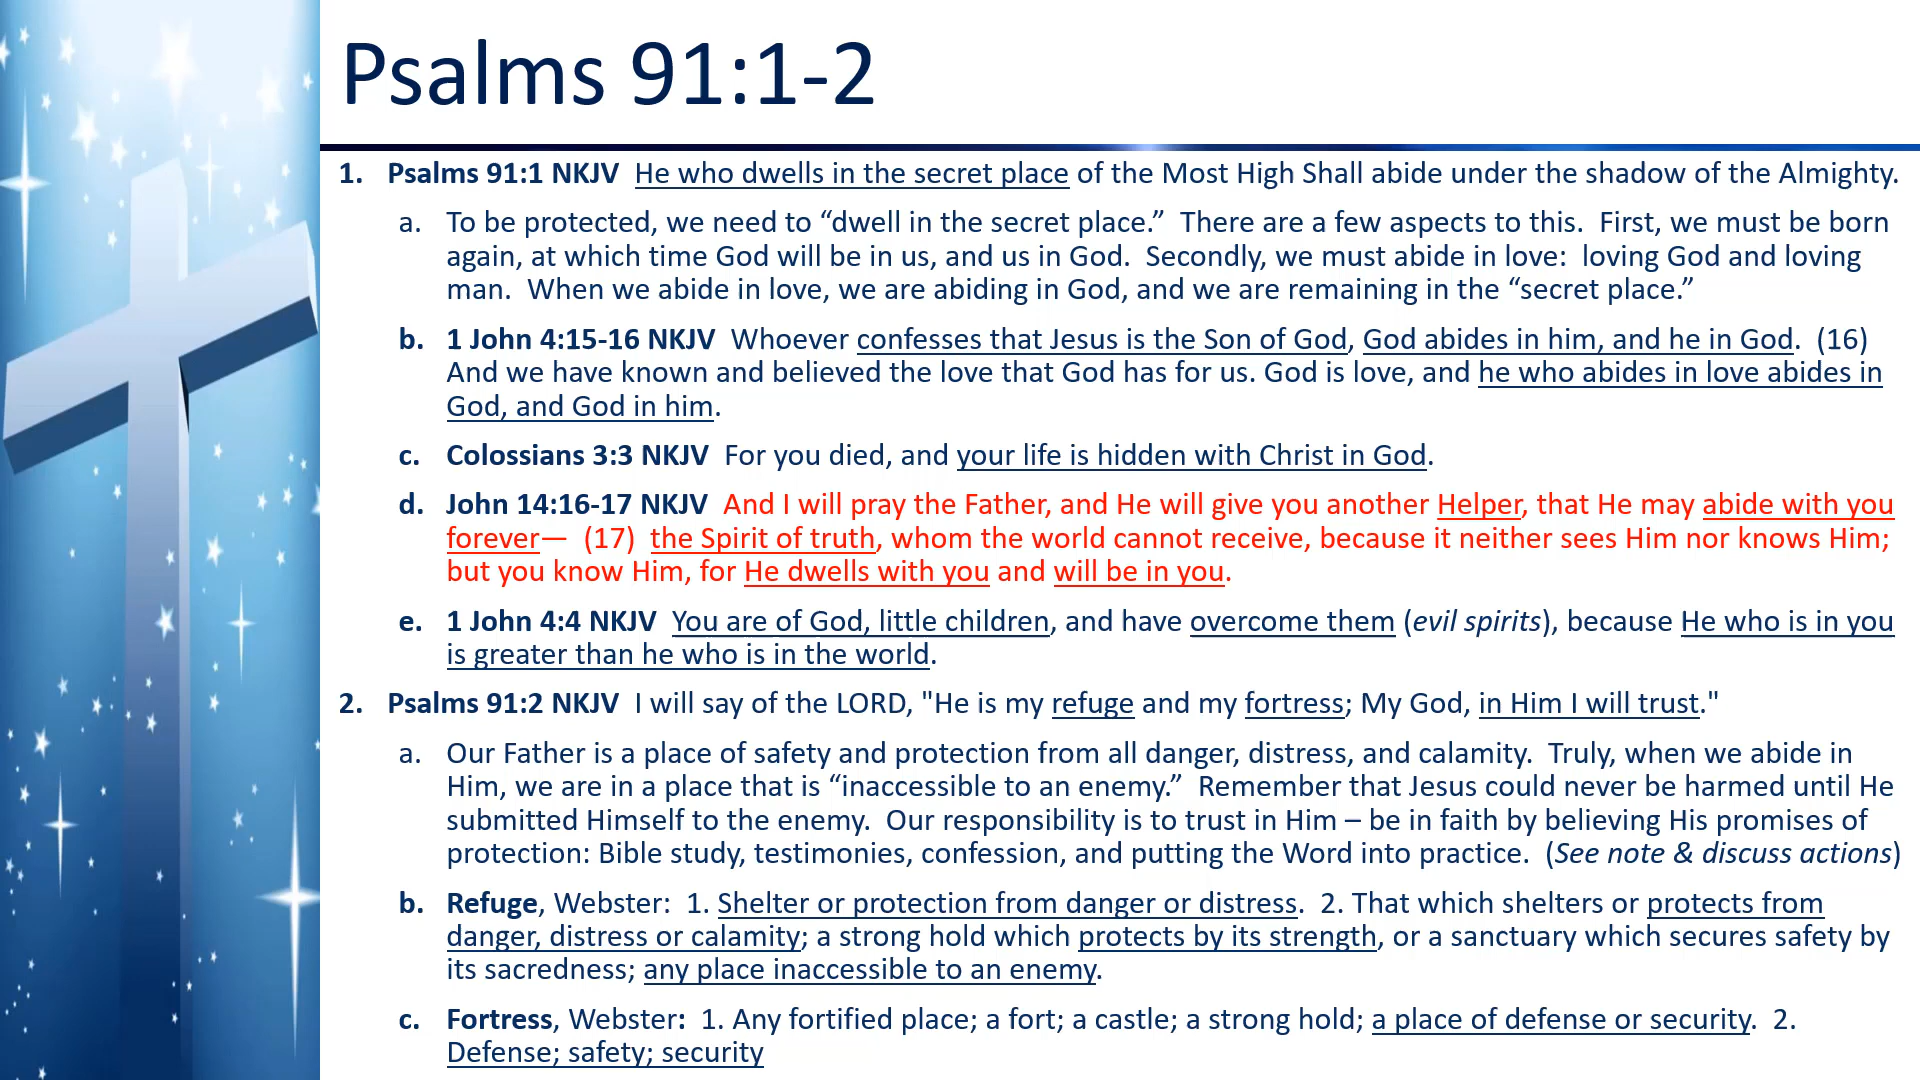 Psalms 91:1-2
1. Psalms 91:1 NKJV  He who dwells in the secret place of the Most High Shall abide under the shadow of the Almighty.
a. To be protected, we need to “dwell in the secret place.”  There are a few aspects to this.  First, we must be born
again, at which time God will be in us, and us in God.  Secondly, we must abide in love:  loving God and loving
man.  When we abide in love, we are abiding in God, and we are remaining in the “secret place.”
b. 1 John 4:15-16 NKJV  Whoever confesses that Jesus is the Son of God, God abides in him, and he in God.  (16)
And we have known and believed the love that God has for us. God is love, and he who abides in love abides in
God, and God in him.
c. Colossians 3:3 NKJV  For you died, and your life is hidden with Christ in God.
d. John 14:16-17 NKJV  And I will pray the Father, and He will give you another Helper, that He may abide with you
forever—  (17)  the Spirit of truth, whom the world cannot receive, because it neither sees Him nor knows Him;
but you know Him, for He dwells with you and will be in you.
e. 1 John 4:4 NKJV  You are of God, little children, and have overcome them (evil spirits), because He who is in you
is greater than he who is in the world.
2. Psalms 91:2 NKJV  I will say of the LORD, "He is my refuge and my fortress; My God, in Him I will trust."
a. Our Father is a place of safety and protection from all danger, distress, and calamity.  Truly, when we abide in
Him, we are in a place that is “inaccessible to an enemy.”  Remember that Jesus could never be harmed until He
submitted Himself to the enemy.  Our responsibility is to trust in Him – be in faith by believing His promises of
protection: Bible study, testimonies, confession, and putting the Word into practice.  (See note & discuss actions)
b. Refuge, Webster:  1. Shelter or protection from danger or distress.  2. That which shelters or protects from
danger, distress or calamity; a strong hold which protects by its strength, or a sanctuary which secures safety by
its sacredness; any place inaccessible to an enemy.
c. Fortress, Webster:  1. Any fortified place; a fort; a castle; a strong hold; a place of defense or security.  2.
Defense; safety; security